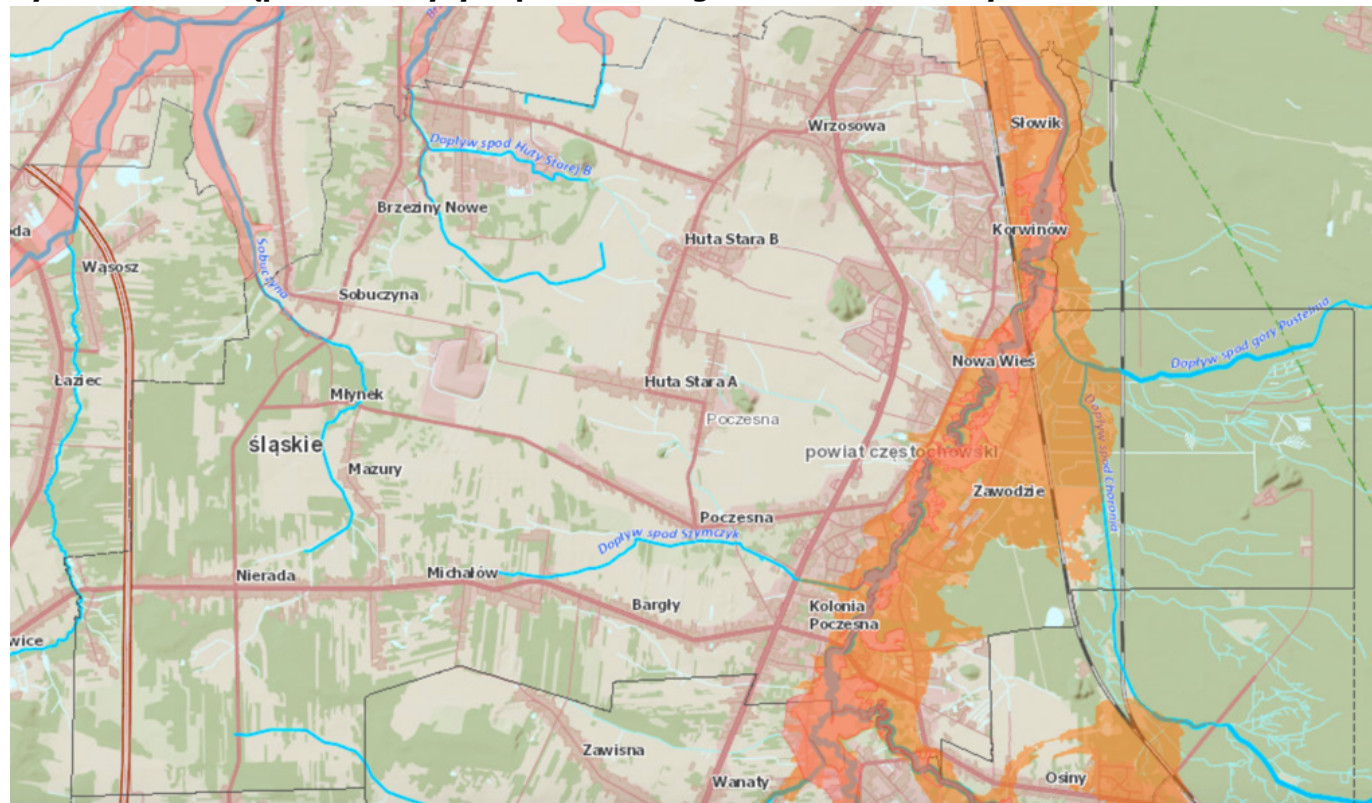 Wrzosowa
Słowik
Dopływ spod Huty Starej B
Brzeziny Nowe
oda
Korwinów
Huta Stara B
Wąsosz
Sobuczyna
Sobuczyna
Dopływ spod góry Pustelnia
Nowa Wieś
Łaziec
Huta Stara A
Młynek
Poczesna
śląskie
powiat częstochowski
Dopływ spod Choronia
Mazury
Zawodzie
Poczesna
Dopływ spod Szymczyk
Nierada
Michałów
Bargły
Kolonia
Poczesna
wice
Zawisna
Wanaty
Osiny